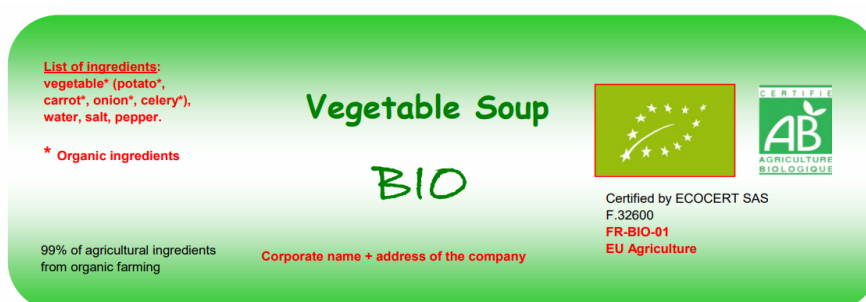 List of ingredients:
vegetable* (potato*,
carrot*, onion*, celery*),
water, salt, pepper.
* Organic ingredients
99% of agricultural ingredients
from organic farming
Vegetable Soup
BIO
Corporate name + address of the company
CERTIFIÉ
AB
AGRICULTURE
BIOLOGIQUE
Certified by ECOCERT SAS
F.32600
FR-BIO-01
EU Agriculture